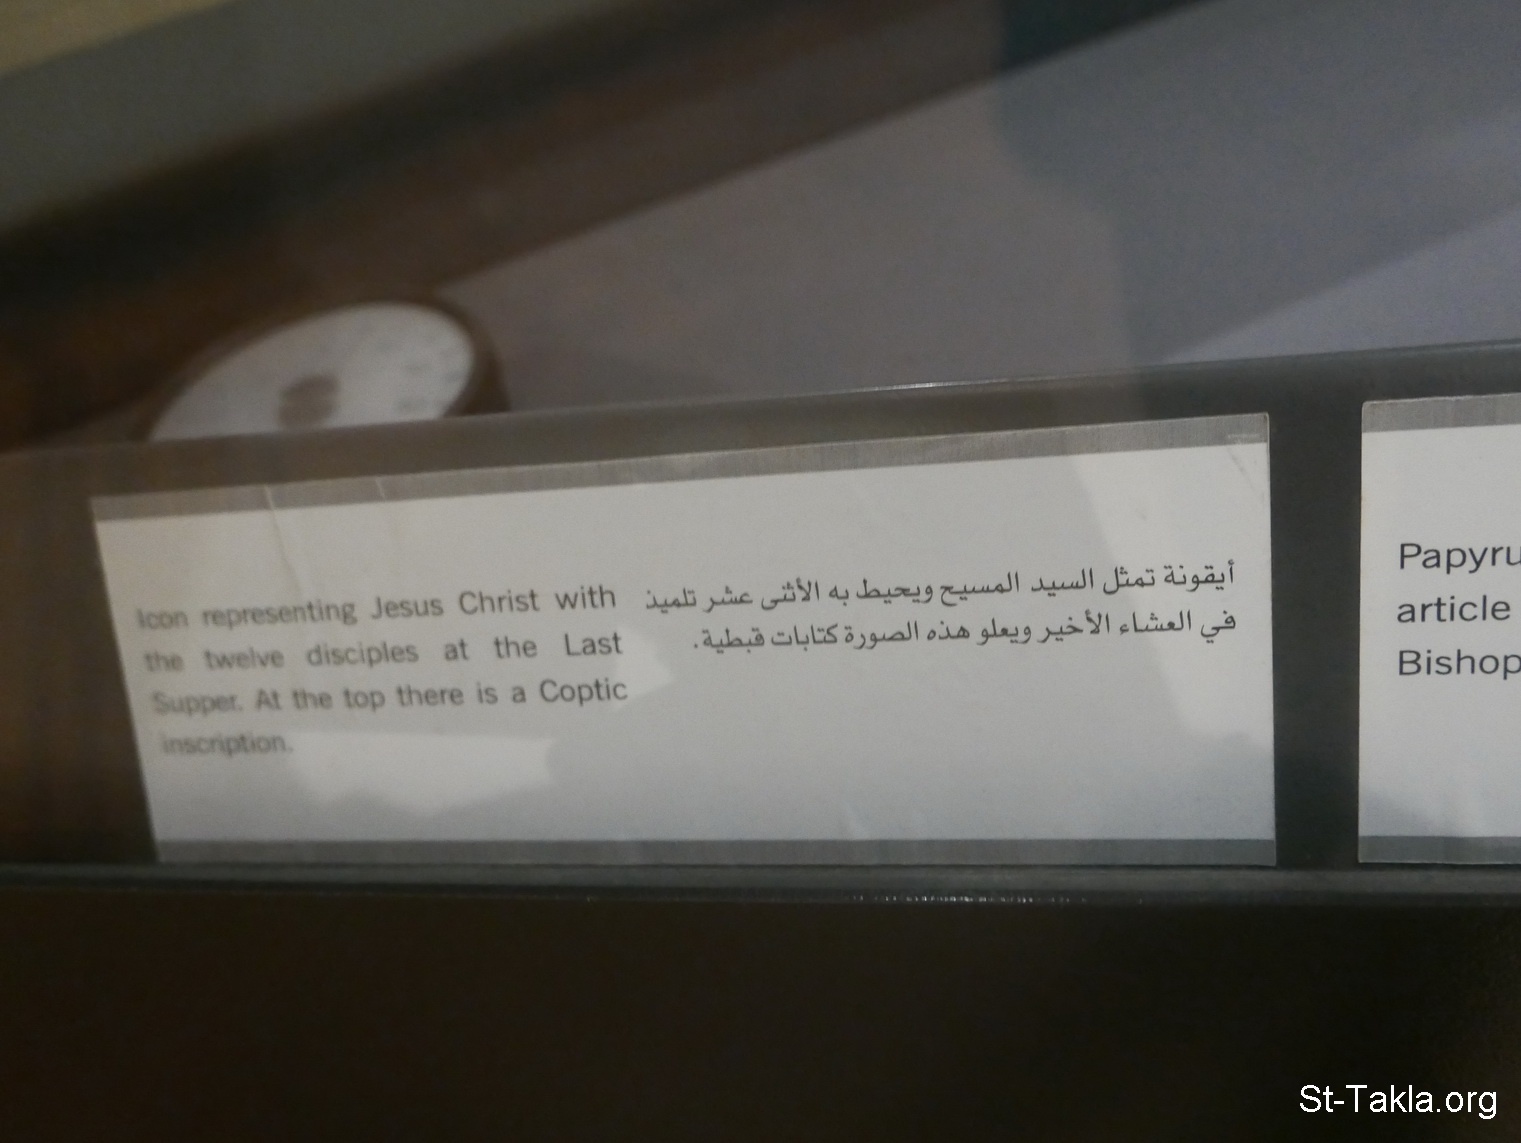 Icon representing Jesus Christ with
the twelve disciples at the Last
Supper. At the top there is a Coptic
inscription.
أيقونة تمثل السيد المسيح ويحيط به الأثنى عشر تلميذ
في العشاء الأخير ويعلو هذه الصورة كتابات قبطية.
Papyru
article
Bishop
St-Takla.org